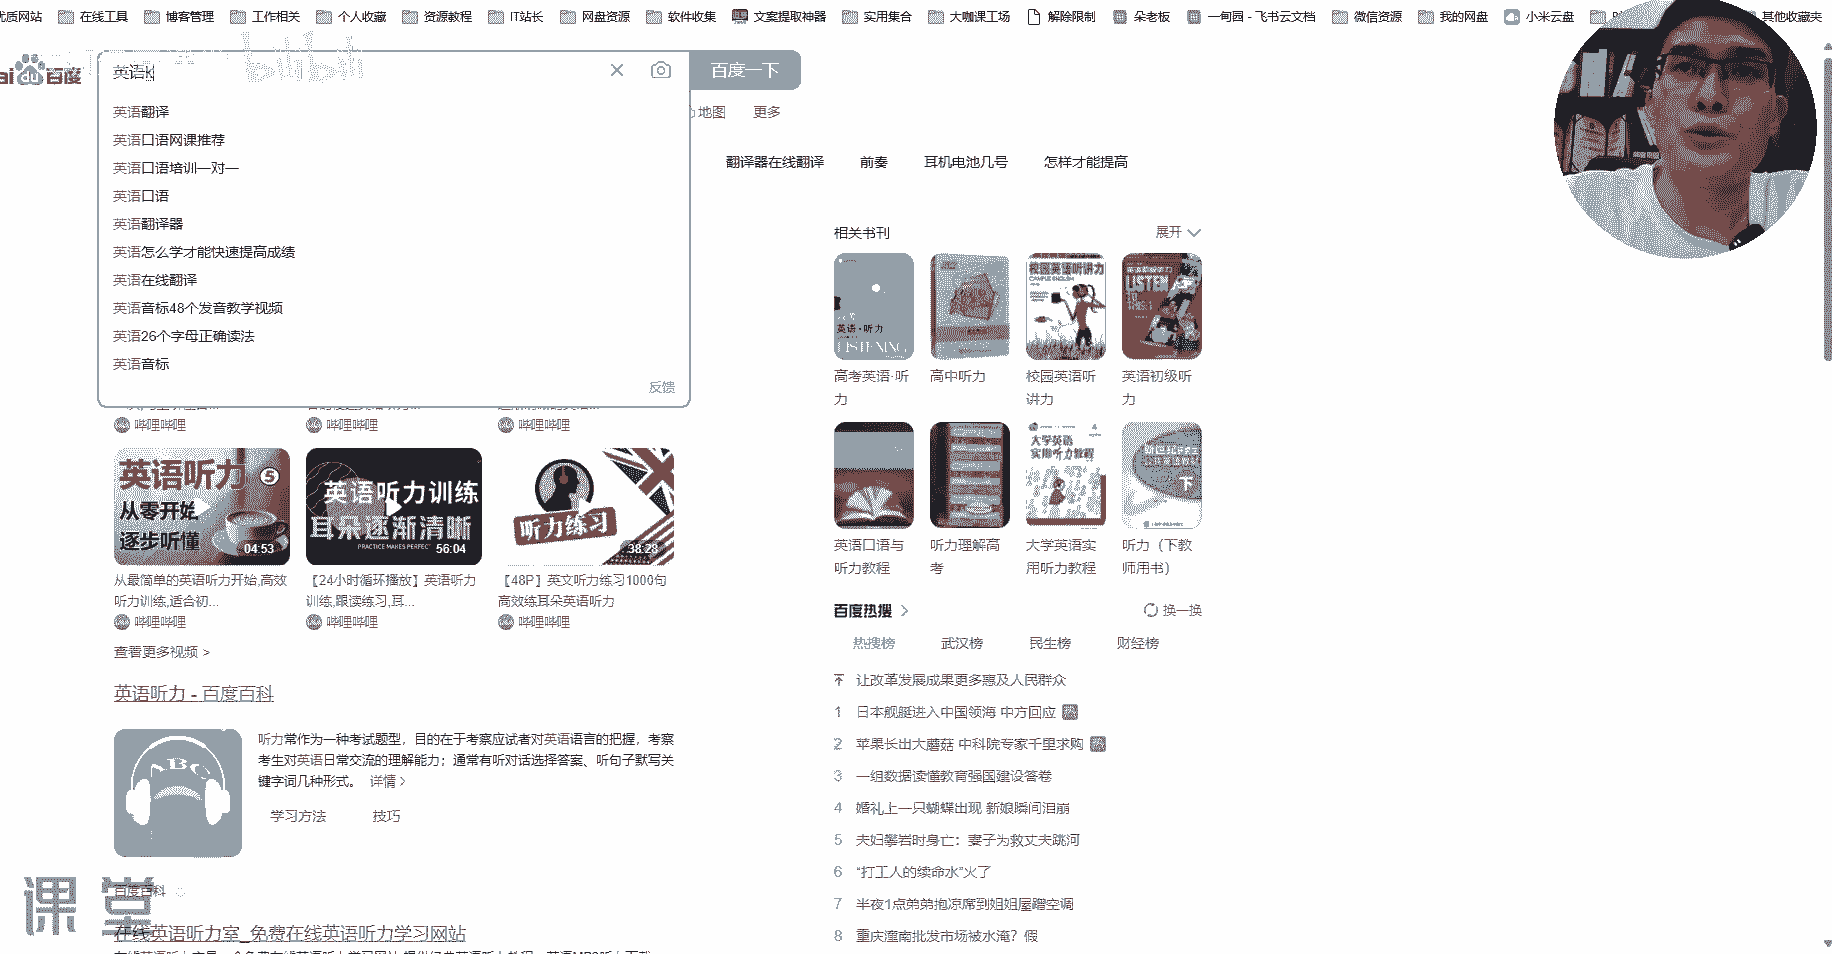 优质网站 在线工具 博客管理 工作相关 个人收藏 资源教程 IT站长 网盘资源 软件收集 文案提取神器 实用集合 大咖课工场 解除限制 朵老板 一甸园 - 飞书云文档 微信资源 我的网盘 小米云盘 其他收藏夹
bilibili
du 百度
英语k
百度一下
地图 更多
英语翻译
英语口语网课推荐
英语口语培训一对一
英语口语
英语翻译器
英语怎么学才能快速提高成绩
英语在线翻译
英语音标48个发音教学视频
英语26个字母正确读法
英语音标
反馈
翻译器在线翻译 前奏 耳机电池几号 怎样才能提高
哔哩哔哩 哔哩哔哩 哔哩哔哩
英语听力 5
从零开始
逐步听懂
04:53
英语听力训练
耳朵逐渐清晰
PRACTICE MAKES PERFECT
56:04
听力练习
38:28
从最简单的英语听力开始,高效
听力训练,适合初...
哔哩哔哩
【24小时循环播放】英语听力
训练,跟读练习,耳...
哔哩哔哩
【48P】英文听力练习1000句
高效练耳朵英语听力
哔哩哔哩
查看更多视频 >
英语听力 - 百度百科
ABC
听力常作为一种考试题型，目的在于考察应试者对英语语言的把握，考察
考生对英语日常交流的理解能力；通常有听对话选择答案、听句子默写关
键字词几种形式。 详情 >
学习方法 技巧
百度百科
课堂
在线英语听力室_免费在线英语听力学习网站
相关书刊 展开
英语·听力
LISTENING
校园英语听讲力
LISTEN
高考英语·听
力
高中听力
校园英语听
讲力
英语初级听
力
大学英语
实用听力教程
下
英语口语与
听力教程
听力理解高
考
大学英语实
用听力教程
听力（下教
师用书）
百度热搜 > 换一换
热搜榜 武汉榜 民生榜 财经榜
让改革发展成果更多惠及人民群众
1 日本舰艇进入中国领海 中方回应 热
2 苹果长出大蘑菇 中科院专家千里求购 热
3 一组数据读懂教育强国建设答卷
4 婚礼上一只蝴蝶出现 新娘瞬间泪崩
5 夫妇攀岩时身亡：妻子为救丈夫跳河
6 “打工人的续命水”火了
7 半夜1点弟弟抱凉席到姐姐屋蹭空调
8 重庆潼南批发市场被水淹？假